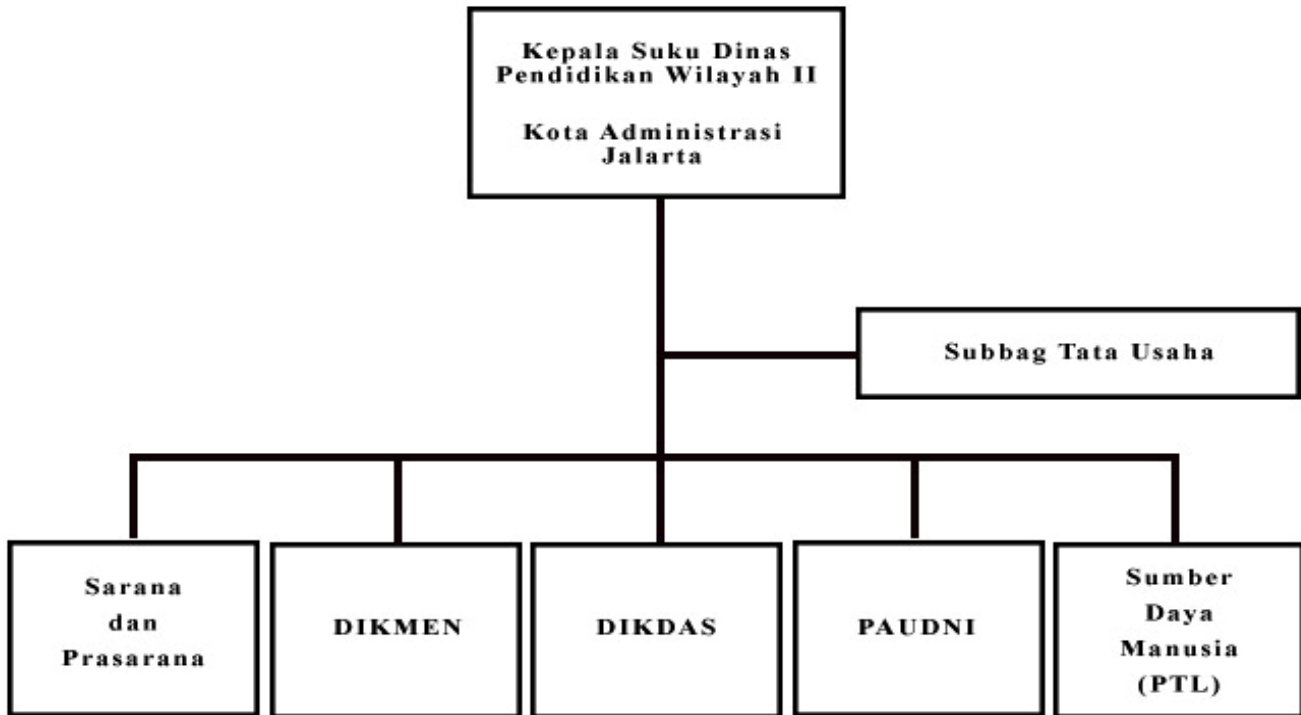 Kepala Suku Dinas
Pendidikan Wilayah II
Kota Administrasi
Jalarta
Subbag Tata Usaha
Sarana
dan
Prasarana
DIKMEN
DIKDAS
PAUDNI
Sumber
Daya
Manusia
(PTL)